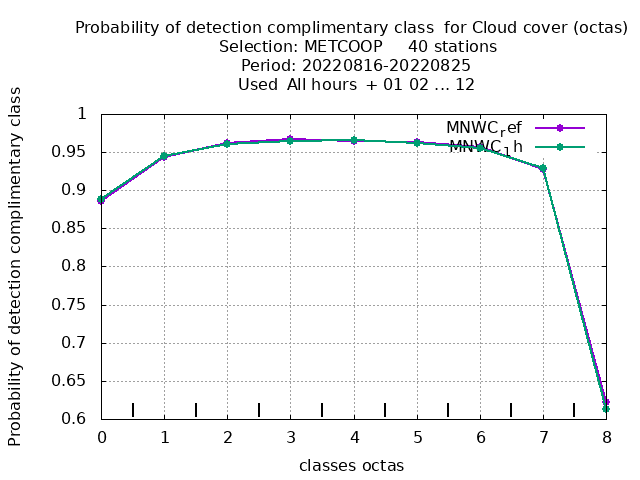 Probability of detection complimentary class for Cloud cover (octas)
Selection: METCOOP 40 stations
Period: 20220816-20220825
Used All hours + 01 02 ... 12
Probability of detection complimentary class
MNWC_ref
MNWC_1h
1
0.95
0.9
0.85
0.8
0.75
0.7
0.65
0.6
0 1 2 3 4 5 6 7 8
classes octas